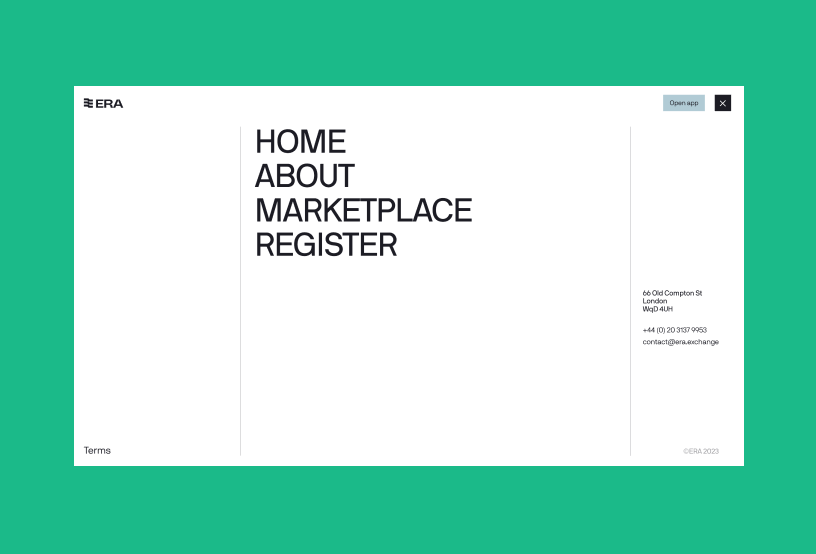 ERA
Open app
HOME
ABOUT
MARKETPLACE
REGISTER
66 Old Compton St
London
WqD 4UH
+44 (0) 20 3137 9953
contact@era.exchange
Terms
©ERA 2023